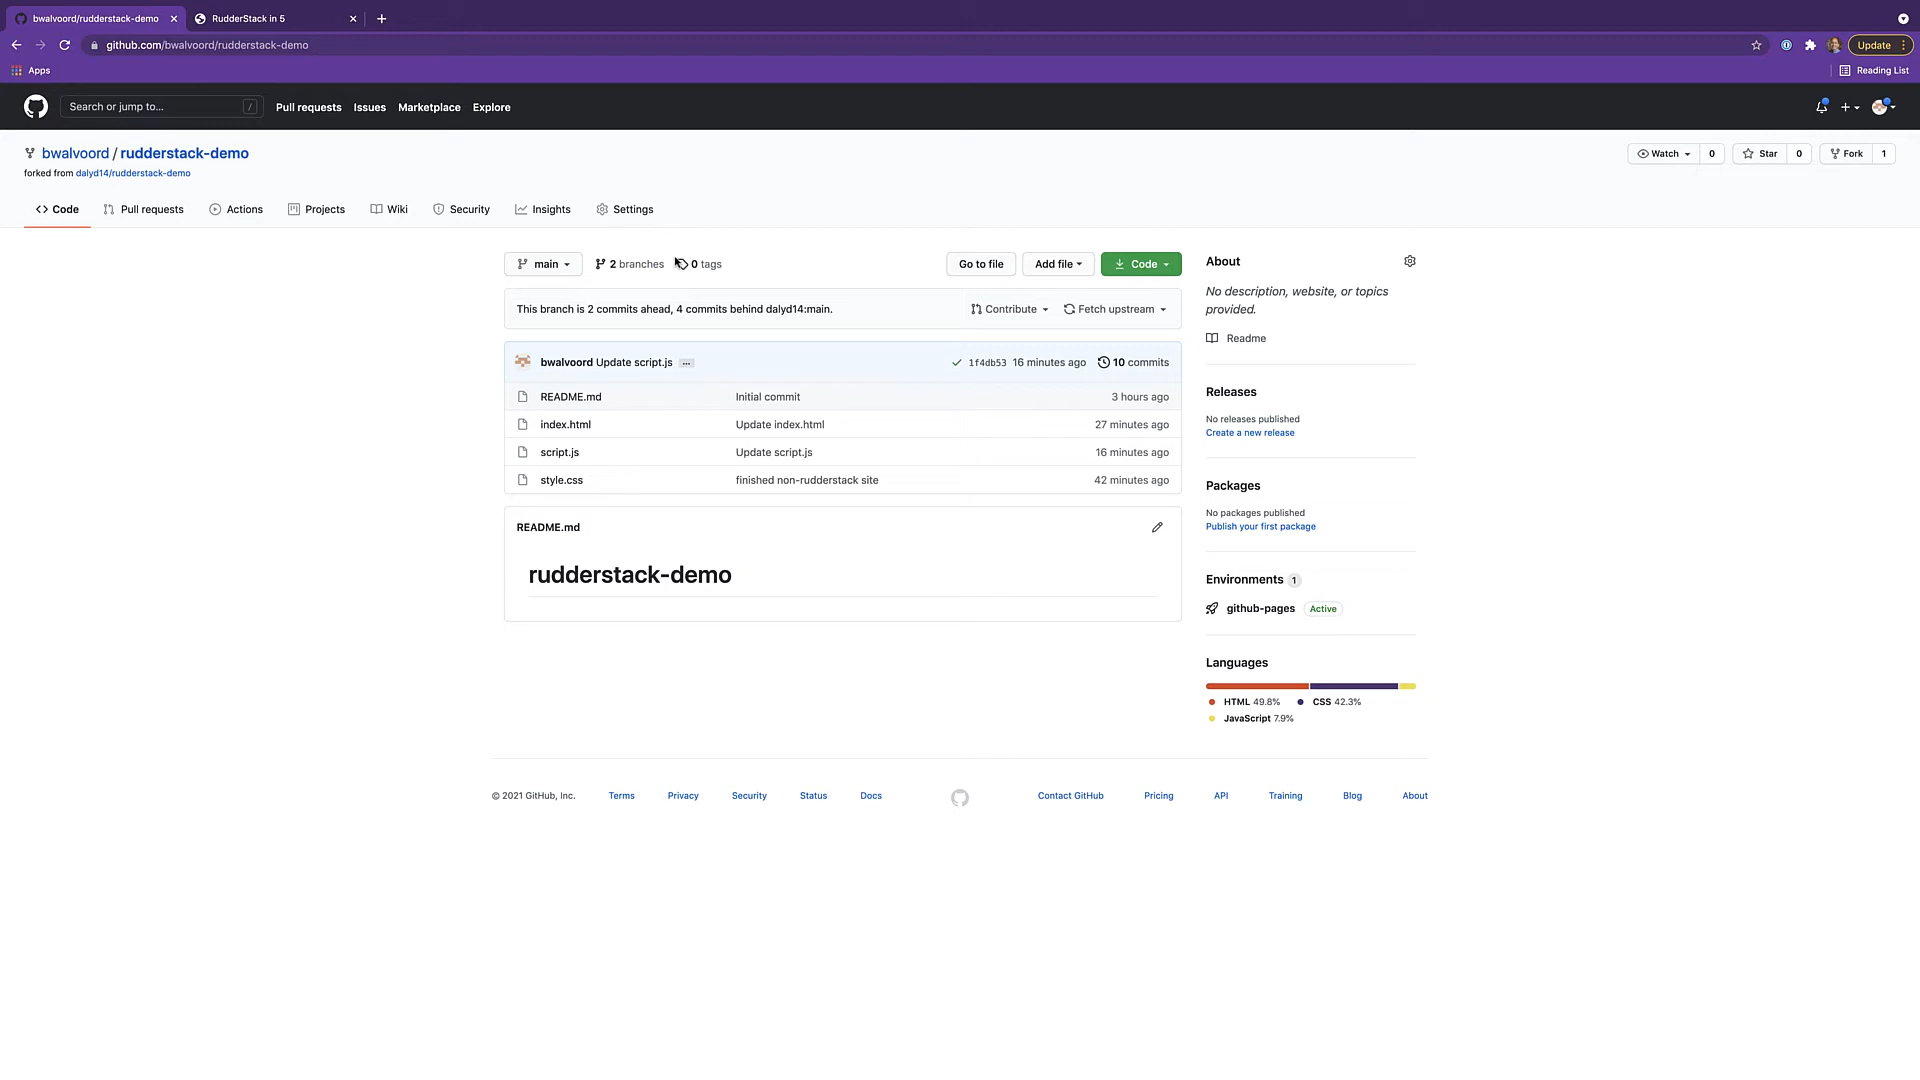 bwalvoord/rudderstack-demo
RudderStack in 5
github.com/bwalvoord/rudderstack-demo
Update
Apps
Reading List
Search or jump to...
/
Pull requests
Issues
Marketplace
Explore
bwalvoord / rudderstack-demo
forked from dalyd14/rudderstack-demo
Watch 0
Star 0
Fork 1
Code
Pull requests
Actions
Projects
Wiki
Security
Insights
Settings
main
2 branches
0 tags
Go to file
Add file
Code
This branch is 2 commits ahead, 4 commits behind dalyd14:main.
Contribute
Fetch upstream
bwalvoord Update script.js ...
1f4db53 16 minutes ago
10 commits
README.md Initial commit 3 hours ago
index.html Update index.html 27 minutes ago
script.js Update script.js 16 minutes ago
style.css finished non-rudderstack site 42 minutes ago
README.md
rudderstack-demo
About
No description, website, or topics
provided.
Readme
Releases
No releases published
Create a new release
Packages
No packages published
Publish your first package
Environments 1
github-pages Active
Languages
HTML 49.8% CSS 42.3%
JavaScript 7.9%
© 2021 GitHub, Inc. Terms Privacy Security Status Docs Contact GitHub Pricing API Training Blog About